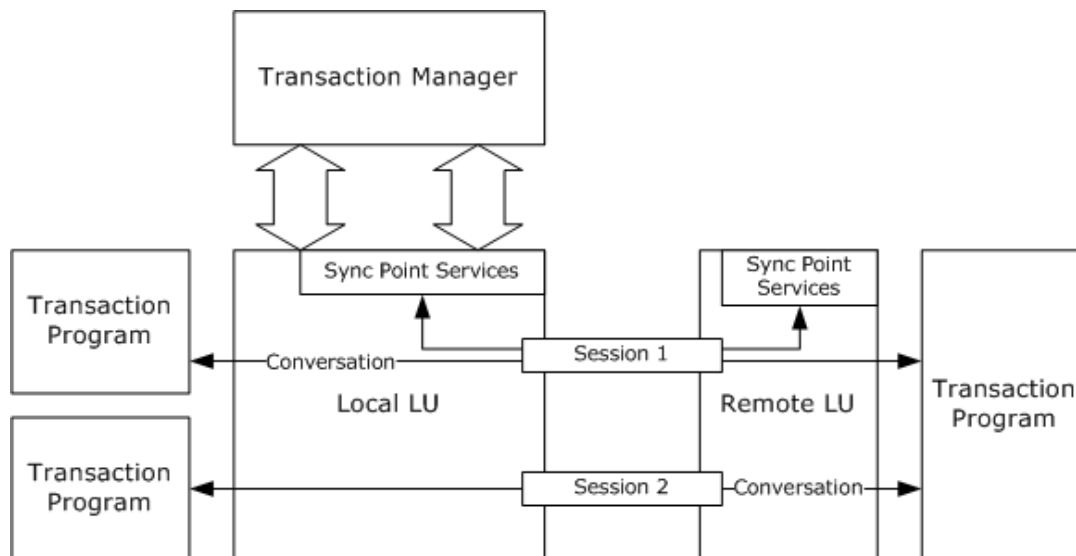 Transaction Manager
Sync Point Services
Sync Point
Services
Transaction
Program
Session 1
Conversation
Local LU
Remote LU
Transaction
Program
Transaction
Program
Session 2
Conversation